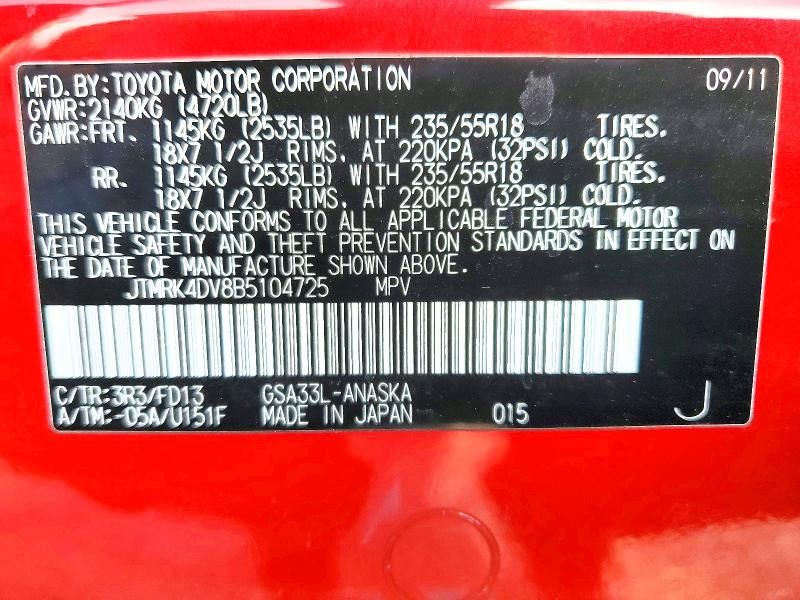 MFD.BY:TOYOTA MOTOR CORPORATION 09/11
GVWR:2140KG (4720LB)
GAWR:FRT. 1145KG (2535LB) WITH 235/55R18 TIRES.
18X7 1/2J RIMS, AT 220KPA (32PSI) COLD.
RR. 1145KG (2535LB) WITH 235/55R18 TIRES.
18X7 1/2J RIMS, AT 220KPA (32PSI) COLD.
THIS VEHICLE CONFORMS TO ALL APPLICABLE FEDERAL MOTOR
VEHICLE SAFETY AND THEFT PREVENTION STANDARDS IN EFFECT ON
THE DATE OF MANUFACTURE SHOWN ABOVE.
JTMRK4DV8B5104725 MPV
C/TR:3R3/FD13 GSA33L-ANASKA
A/TM:-05A/U151F MADE IN JAPAN 015 J